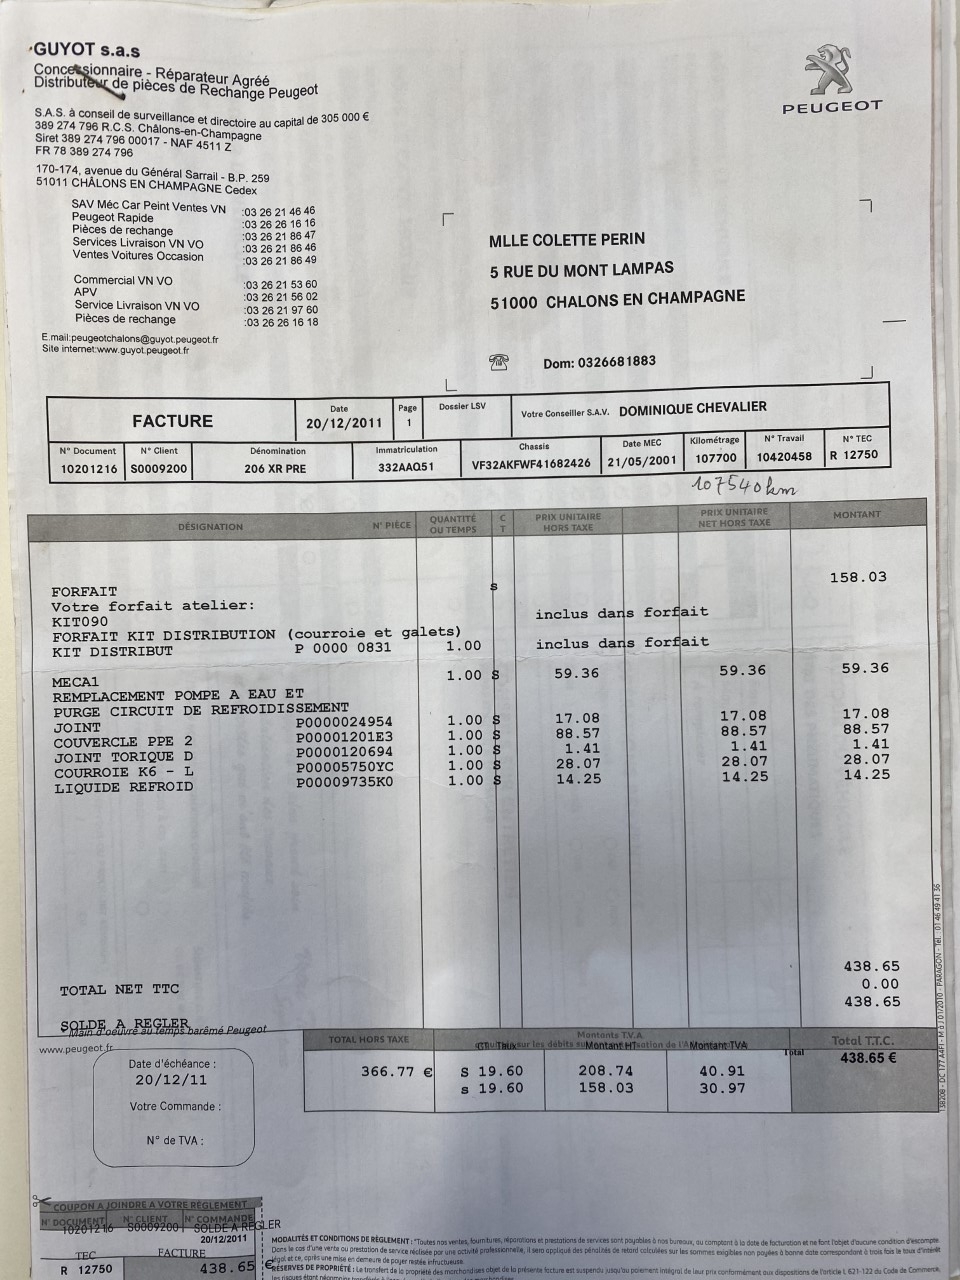 GUYOT s.a.s
Concessionnaire - Réparateur Agréé
Distributeur de pièces de Rechange Peugeot
PEUGEOT
S.A.S. à conseil de surveillance et directoire au capital de 305 000 €
389 274 796 R.C.S. Châlons-en-Champagne
Siret 389 274 796 00017 - NAF 4511 Z
FR 78 389 274 796
170-174, avenue du Général Sarrail - B.P. 259
51011 CHÂLONS EN CHAMPAGNE Cedex
SAV Méc Car Peint Ventes VN :03 26 21 46 46
Peugeot Rapide :03 26 26 16 16
Pièces de rechange :03 26 21 86 47
Services Livraison VN VO :03 26 21 86 46
Ventes Voitures Occasion :03 26 21 86 49
Commercial VN VO :03 26 21 53 60
APV :03 26 21 56 02
Service Livraison VN VO :03 26 21 97 60
Pièces de rechange :03 26 26 16 18
E.mail:peugeotchalons@guyot.peugeot.fr
Site internet:www.guyot.peugeot.fr
MLLE COLETTE PERIN
5 RUE DU MONT LAMPAS
51000 CHALONS EN CHAMPAGNE
Dom: 0326681883
FACTURE
Date 20/12/2011
Page 1
Dossier LSV
Votre Conseiller S.A.V. DOMINIQUE CHEVALIER
N° Document N° Client Dénomination Immatriculation Chassis Date MEC Kilométrage N° Travail N° TEC
10201216 S0009200 206 XR PRE 332AAQ51 VF32AKFWF41682426 21/05/2001 107700 10420458 R 12750
107540km
DÉSIGNATION N° PIÈCE QUANTITÉ OU TEMPS C T PRIX UNITAIRE HORS TAXE PRIX UNITAIRE NET HORS TAXE MONTANT
FORFAIT s 158.03
Votre forfait atelier:
KIT090 inclus dans forfait
FORFAIT KIT DISTRIBUTION (courroie et galets)
KIT DISTRIBUT P 0000 0831 1.00 inclus dans forfait
MECA1 1.00 S 59.36 59.36 59.36
REMPLACEMENT POMPE A EAU ET
PURGE CIRCUIT DE REFROIDISSEMENT
JOINT P0000024954 1.00 S 17.08 17.08 17.08
COUVERCLE PPE 2 P00001201E3 1.00 S 88.57 88.57 88.57
JOINT TORIQUE D P0000120694 1.00 S 1.41 1.41 1.41
COURROIE K6 - L P00005750YC 1.00 S 28.07 28.07 28.07
LIQUIDE REFROID P00009735K0 1.00 S 14.25 14.25 14.25
438.65
TOTAL NET TTC 0.00
438.65
SOLDE A REGLER
Main d'oeuvre au temps barêmé Peugeot
www.peugeot.fr
Date d'échéance :
20/12/11
Votre Commande :
N° de TVA :
TOTAL HORS TAXE Montants T.V.A. Total T.T.C.
Taux Montant HT Montant TVA Total
438.65 €
366.77 € S 19.60 208.74 40.91
s 19.60 158.03 30.97
138208 - DC 177 A4FI - M à J 01/2010 - PARAGON - Tél.: 01 46 49 41 36
COUPON A JOINDRE A VOTRE RÈGLEMENT
N° DOCUMENT N° CLIENT N° COMMANDE
10201216 S0009200 SOLDE A REGLER
20/12/2011
TEC FACTURE
R 12750 438.65 €
MODALITÉS ET CONDITIONS DE RÈGLEMENT : "Toutes nos ventes, fournitures, réparations et prestations de services sont payables à nos bureaux, au comptant à la date de facturation et ne font l'objet d'aucune condition d'escompte.
Dans le cas d'une vente ou prestation de service réalisée par une activité professionnelle, il sera appliqué des pénalités de retard calculées sur les sommes exigibles non payées à bonne date correspondant à trois fois le taux d'intérêt
légal et ce, après une mise en demeure de payer restée infructueuse.
RÉSERVES DE PROPRIÉTÉ : Le transfert de la propriété des marchandises objet de la présente facture est suspendu jusqu'au paiement intégral de leur prix conformément aux dispositions de l'article L 621-122 du Code de Commerce.